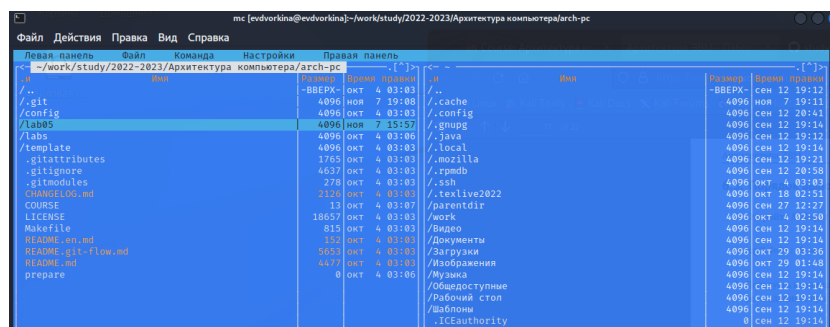 mc [evdvorkina@evdvorkina]:~/work/study/2022-2023/Архитектура компьютера/arch-pc
Файл Действия Правка Вид Справка
Левая панель Файл Команда Настройки Правая панель
<— ~/work/study/2022-2023/Архитектура компьютера/arch-pc .[^]>
.и Имя Размер Время правки
/.. -ВВЕРХ- окт 4 03:03
/.git 4096 ноя 7 19:08
/config 4096 окт 4 03:03
/lab05 4096 ноя 7 15:57
/labs 4096 окт 4 03:06
/template 4096 окт 4 03:03
.gitattributes 1765 окт 4 03:03
.gitignore 4637 окт 4 03:03
.gitmodules 278 окт 4 03:03
CHANGELOG.md 2126 окт 4 03:03
COURSE 13 окт 4 03:07
LICENSE 18657 окт 4 03:03
Makefile 815 окт 4 03:03
README.en.md 152 окт 4 03:03
README.git-flow.md 5653 окт 4 03:03
README.md 4477 окт 4 03:03
prepare 0 окт 4 03:06
<— ~ .[^]>
.и Имя Размер Время правки
/.. -ВВЕРХ- сен 12 19:12
/.cache 4096 ноя 7 19:11
/.config 4096 сен 12 20:41
/.gnupg 4096 сен 12 19:14
/.java 4096 сен 12 19:12
/.local 4096 сен 12 19:14
/.mozilla 4096 сен 12 19:21
/.rpmdb 4096 сен 12 20:58
/.ssh 4096 окт 4 03:03
/.texlive2022 4096 окт 18 02:51
/parentdir 4096 сен 27 12:27
/work 4096 окт 4 02:50
/Видео 4096 сен 12 19:14
/Документы 4096 сен 12 19:14
/Загрузки 4096 окт 29 03:36
/Изображения 4096 окт 29 01:48
/Музыка 4096 сен 12 19:14
/Общедоступные 4096 сен 12 19:14
/Рабочий стол 4096 сен 12 19:14
/Шаблоны 4096 сен 12 19:14
.ICEauthority 0 сен 12 19:14